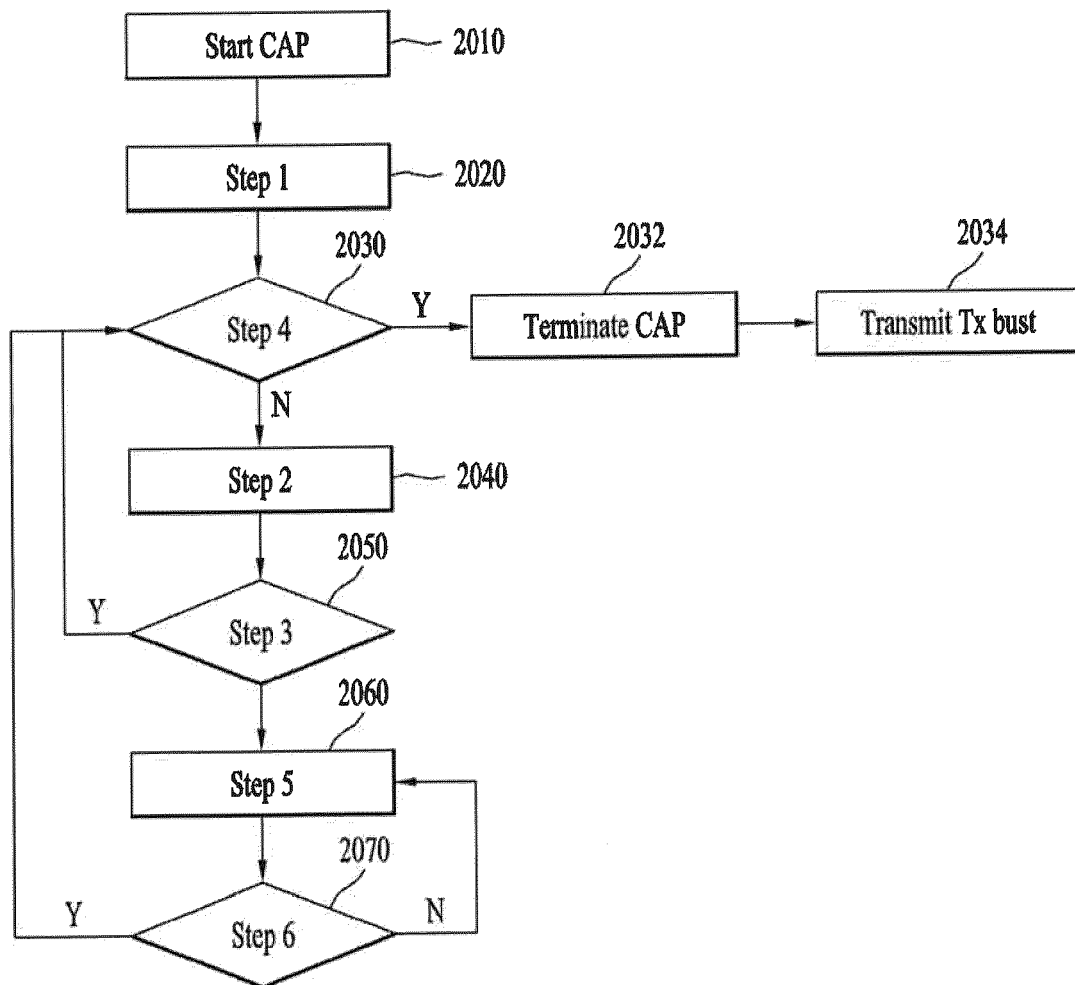 Start CAP
2010
Step 1
2020
2030
Step 4
Y
N
2032
Terminate CAP
2034
Transmit Tx bust
Step 2
2040
2050
Step 3
Y
2060
Step 5
2070
Step 6
Y
N